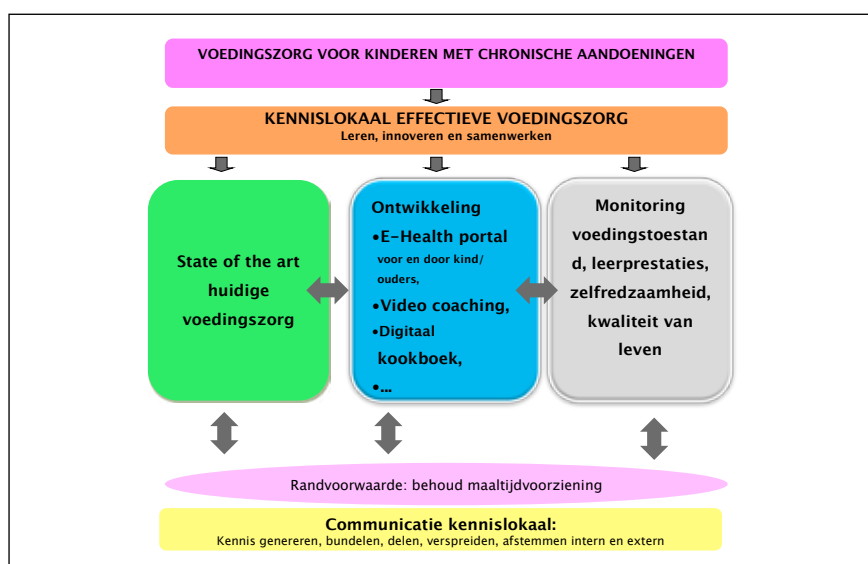 VOEDINGSZORG VOOR KINDEREN MET CHRONISCHE AANDOENINGEN
KENNISLOKAAL EFFECTIEVE VOEDINGSZORG
Leren, innoveren en samenwerken
State of the art
huidige
voedingszorg
Ontwikkeling
•E-Health portal
voor en door kind/
ouders,
•Video coaching,
•Digitaal
kookboek,
•...
Monitoring
voedingstoestan
d, leerprestaties,
zelfredzaamheid,
kwaliteit van
leven
Randvoorwaarde: behoud maaltijdvoorziening
Communicatie kennislokaal:
Kennis genereren, bundelen, delen, verspreiden, afstemmen intern en extern